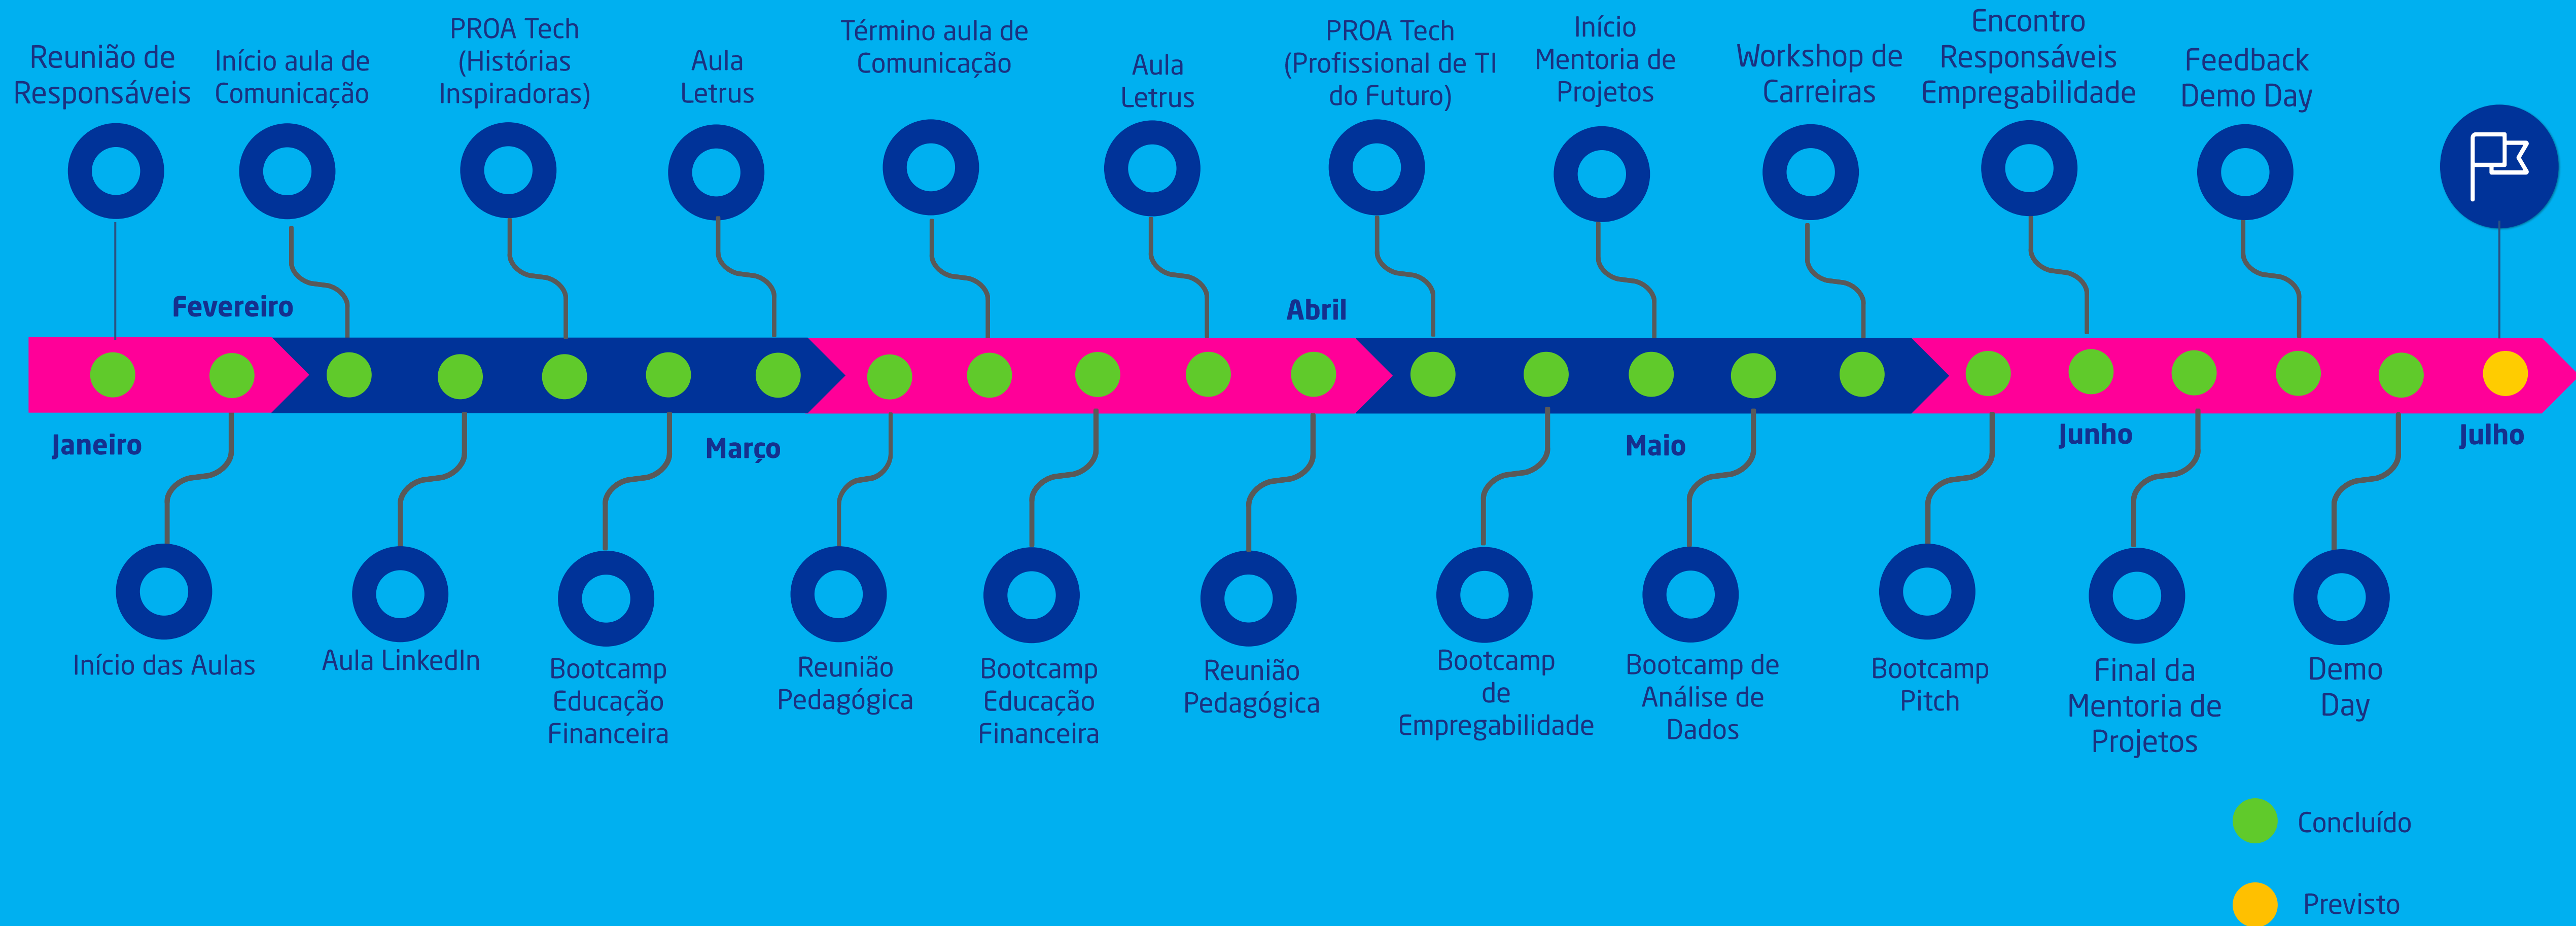 Reunião de
Responsáveis
Início aula de
Comunicação
PROA Tech
(Histórias
Inspiradoras)
Aula
Letrus
Término aula de
Comunicação
Aula
Letrus
PROA Tech
(Profissional de TI
do Futuro)
Início
Mentoria de
Projetos
Workshop de
Carreiras
Encontro
Responsáveis
Empregabilidade
Feedback
Demo Day
Fevereiro
Abril
Janeiro
Março
Maio
Junho
Julho
Início das Aulas
Aula LinkedIn
Bootcamp
Educação
Financeira
Reunião
Pedagógica
Bootcamp
Educação
Financeira
Reunião
Pedagógica
Bootcamp
de
Empregabilidade
Bootcamp de
Análise de
Dados
Bootcamp
Pitch
Final da
Mentoria de
Projetos
Demo
Day
Concluído
Previsto